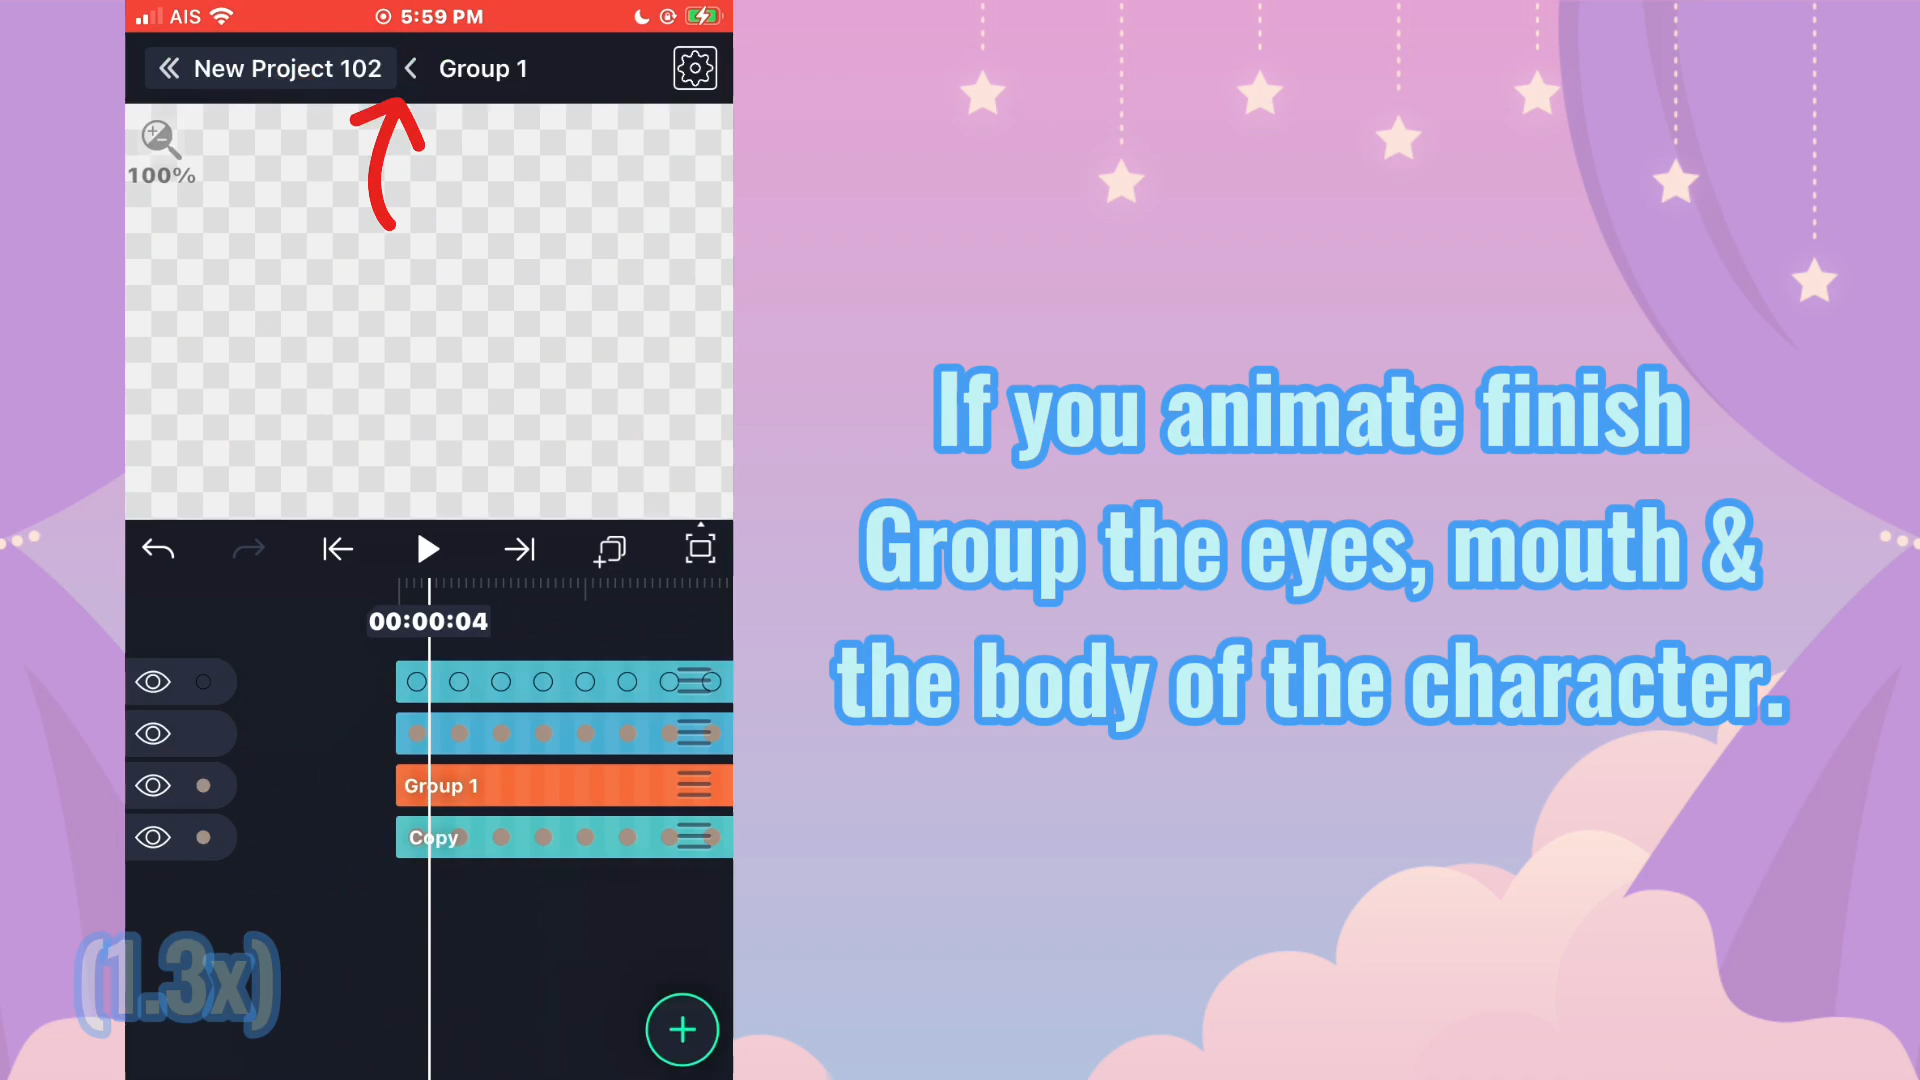 AIS 5:59 PM
New Project 102 Group 1
100%
00:00:04
Group 1
Copy
(1.3x)
If you animate finish
Group the eyes, mouth &
the body of the character.